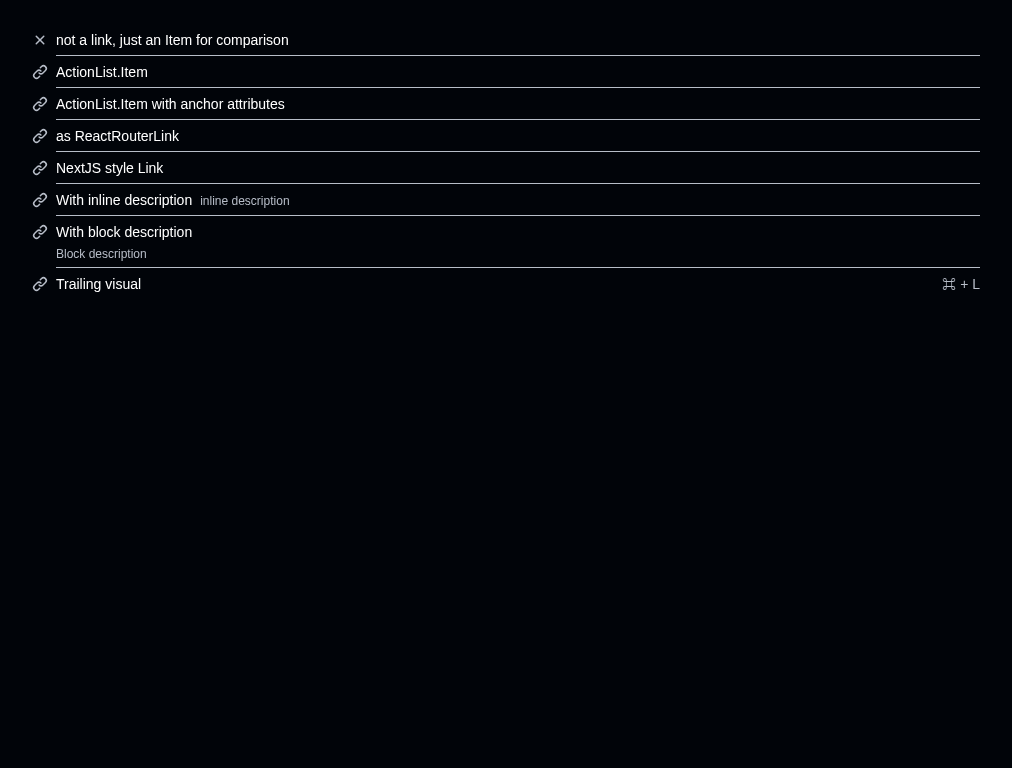 not a link, just an Item for comparison
ActionList.Item
ActionList.Item with anchor attributes
as ReactRouterLink
NextJS style Link
With inline description inline description
With block description
Block description
Trailing visual ⌘ + L